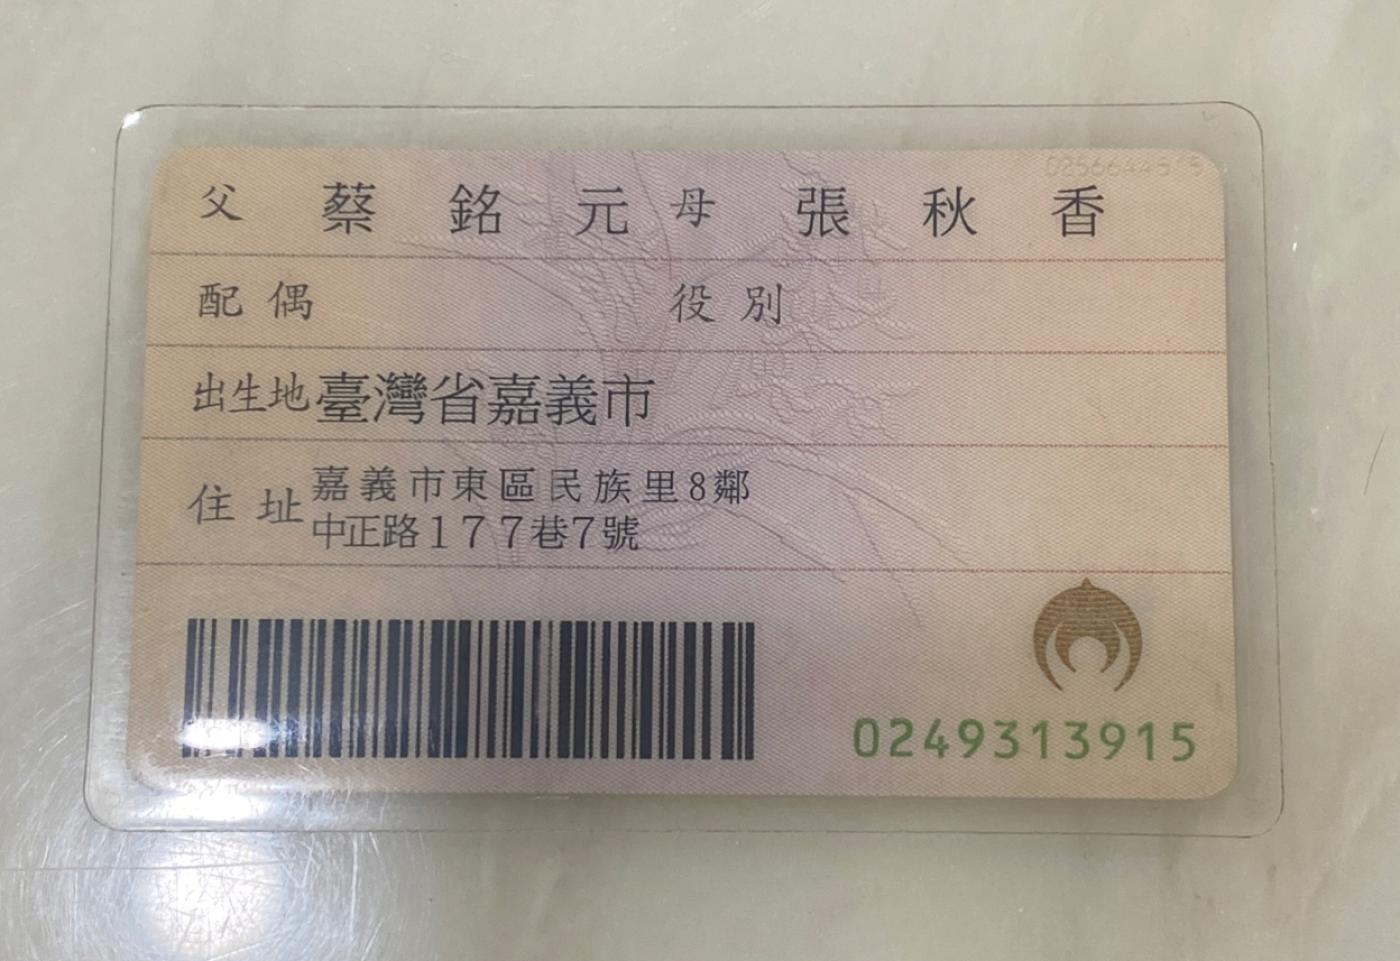 父 蔡銘元 母 張秋香
配偶 役別
出生地 臺灣省嘉義市
住址 嘉義市東區民族里8鄰
中正路177巷7號
0249313915